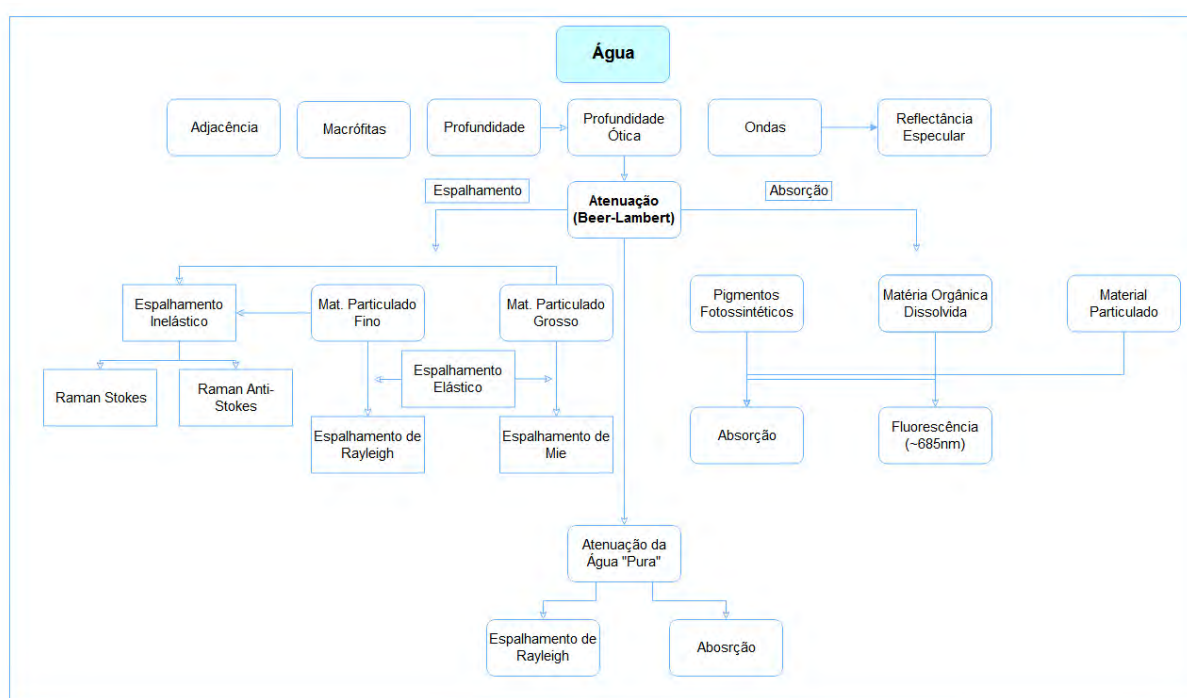 Água
Adjacência
Macrófitas
Profundidade
Profundidade
Ótica
Ondas
Reflectância
Especular
Espalhamento
Absorção
Atenuação
(Beer-Lambert)
Espalhamento
Inelástico
Mat. Particulado
Fino
Mat. Particulado
Grosso
Pigmentos
Fotossintéticos
Matéria Orgânica
Dissolvida
Material
Particulado
Espalhamento
Elástico
Raman Stokes
Raman Anti-
Stokes
Espalhamento de
Rayleigh
Espalhamento de
Mie
Absorção
Fluorescência
(~685nm)
Atenuação da
Água "Pura"
Espalhamento de
Rayleigh
Abosrção